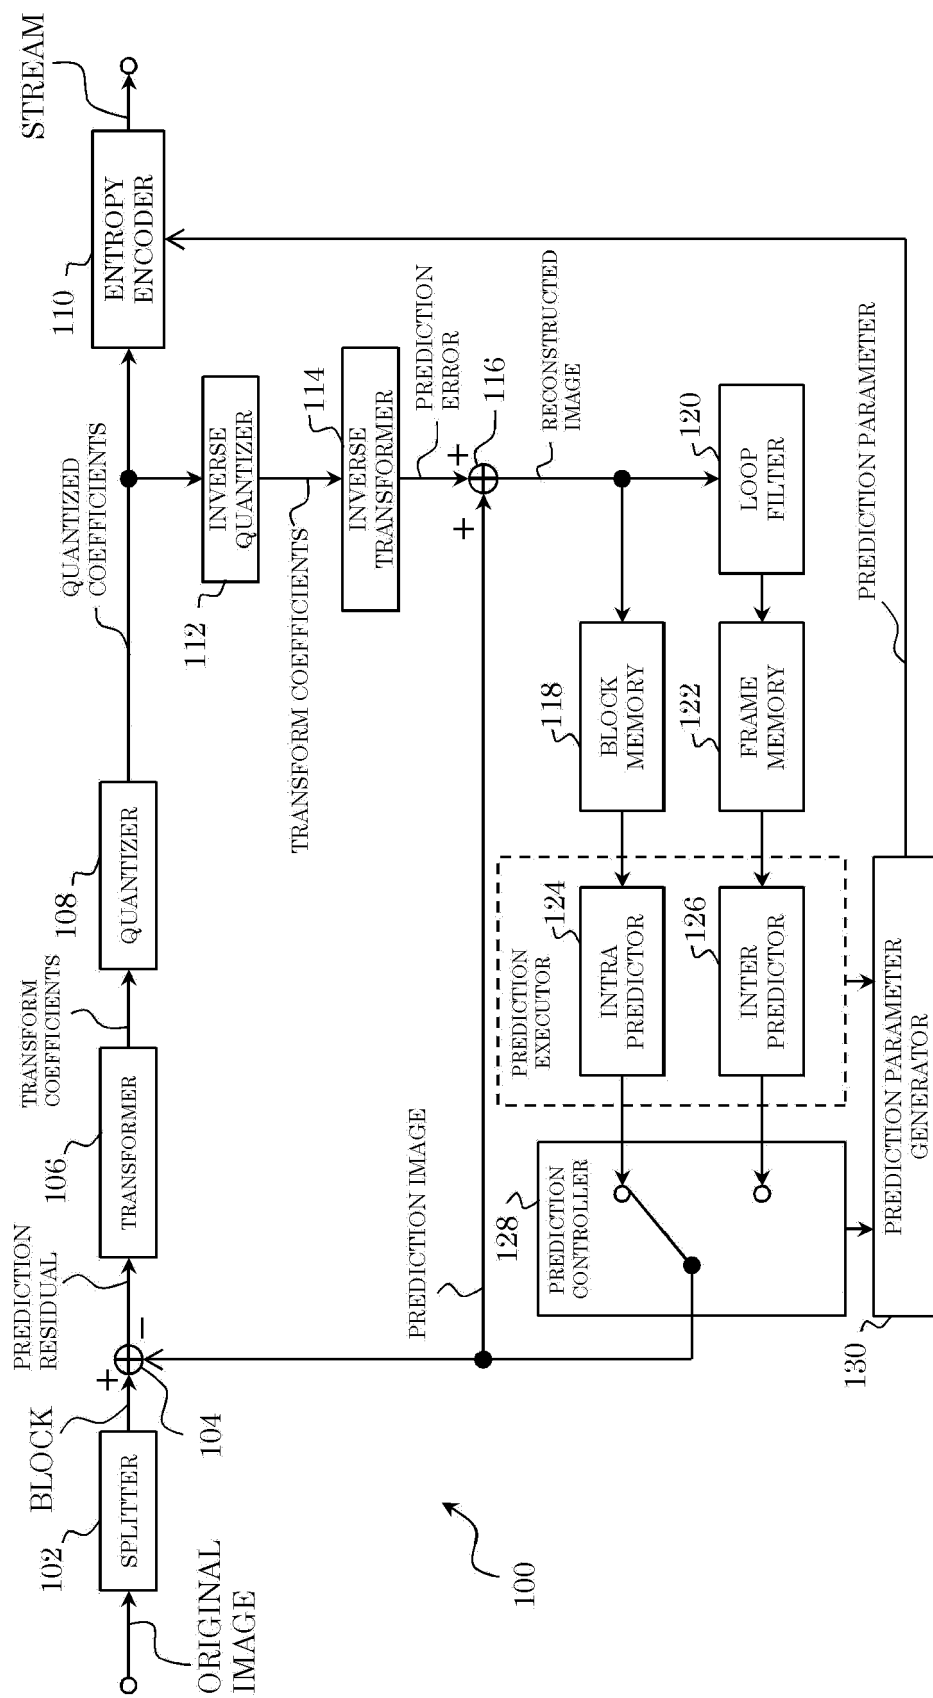 100
ORIGINAL
IMAGE
102
SPLITTER
BLOCK
+
−
104
PREDICTION
RESIDUAL
106
TRANSFORMER
TRANSFORM
COEFFICIENTS
108
QUANTIZER
QUANTIZED
COEFFICIENTS
110
ENTROPY
ENCODER
STREAM
112
INVERSE
QUANTIZER
TRANSFORM COEFFICIENTS
114
INVERSE
TRANSFORMER
PREDICTION
ERROR
+
+
116
RECONSTRUCTED
IMAGE
PREDICTION IMAGE
118
BLOCK
MEMORY
120
LOOP
FILTER
122
FRAME
MEMORY
PREDICTION
EXECUTOR
124
INTRA
PREDICTOR
126
INTER
PREDICTOR
128
PREDICTION
CONTROLLER
130
PREDICTION PARAMETER
GENERATOR
PREDICTION PARAMETER